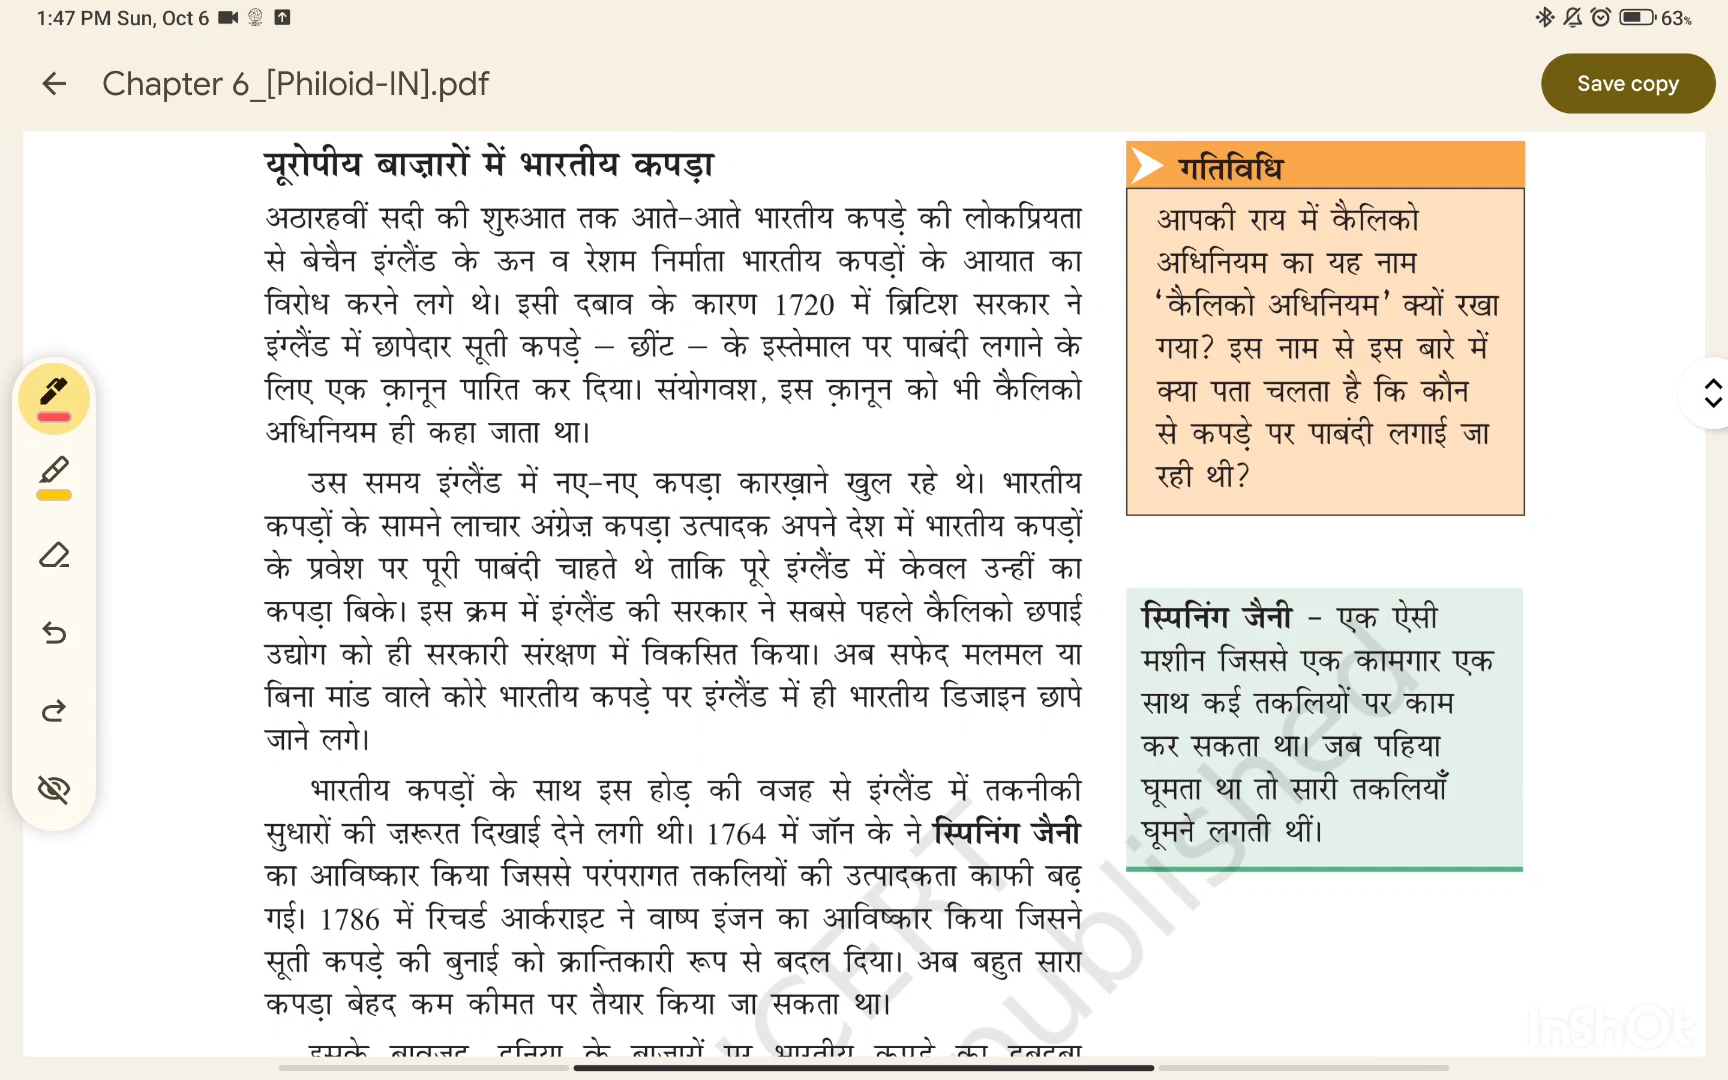 1:47 PM Sun, Oct 6
63%
Chapter 6_[Philoid-IN].pdf
Save copy
यूरोपीय बाज़ारों में भारतीय कपड़ा
अठारहवीं सदी की शुरुआत तक आते-आते भारतीय कपड़े की लोकप्रियता
से बेचैन इंग्लैंड के ऊन व रेशम निर्माता भारतीय कपड़ों के आयात का
विरोध करने लगे थे। इसी दबाव के कारण 1720 में ब्रिटिश सरकार ने
इंग्लैंड में छापेदार सूती कपड़े – छींट – के इस्तेमाल पर पाबंदी लगाने के
लिए एक क़ानून पारित कर दिया। संयोगवश, इस क़ानून को भी कैलिको
अधिनियम ही कहा जाता था।
उस समय इंग्लैंड में नए-नए कपड़ा कारख़ाने खुल रहे थे। भारतीय
कपड़ों के सामने लाचार अंग्रेज़ कपड़ा उत्पादक अपने देश में भारतीय कपड़ों
के प्रवेश पर पूरी पाबंदी चाहते थे ताकि पूरे इंग्लैंड में केवल उन्हीं का
कपड़ा बिके। इस क्रम में इंग्लैंड की सरकार ने सबसे पहले कैलिको छपाई
उद्योग को ही सरकारी संरक्षण में विकसित किया। अब सफेद मलमल या
बिना मांड वाले कोरे भारतीय कपड़े पर इंग्लैंड में ही भारतीय डिजाइन छापे
जाने लगे।
भारतीय कपड़ों के साथ इस होड़ की वजह से इंग्लैंड में तकनीकी
सुधारों की ज़रूरत दिखाई देने लगी थी। 1764 में जॉन के ने स्पिनिंग जैनी
का आविष्कार किया जिससे परंपरागत तकलियों की उत्पादकता काफी बढ़
गई। 1786 में रिचर्ड आर्कराइट ने वाष्प इंजन का आविष्कार किया जिसने
सूती कपड़े की बुनाई को क्रान्तिकारी रूप से बदल दिया। अब बहुत सारा
कपड़ा बेहद कम कीमत पर तैयार किया जा सकता था।
इसके बावजूद, दुनिया के बाज़ारों पर भारतीय कपड़े का दबदबा
गतिविधि
आपकी राय में कैलिको
अधिनियम का यह नाम
‘कैलिको अधिनियम’ क्यों रखा
गया? इस नाम से इस बारे में
क्या पता चलता है कि कौन
से कपड़े पर पाबंदी लगाई जा
रही थी?
स्पिनिंग जैनी – एक ऐसी
मशीन जिससे एक कामगार एक
साथ कई तकलियों पर काम
कर सकता था। जब पहिया
घूमता था तो सारी तकलियाँ
घूमने लगती थीं।
InShOt